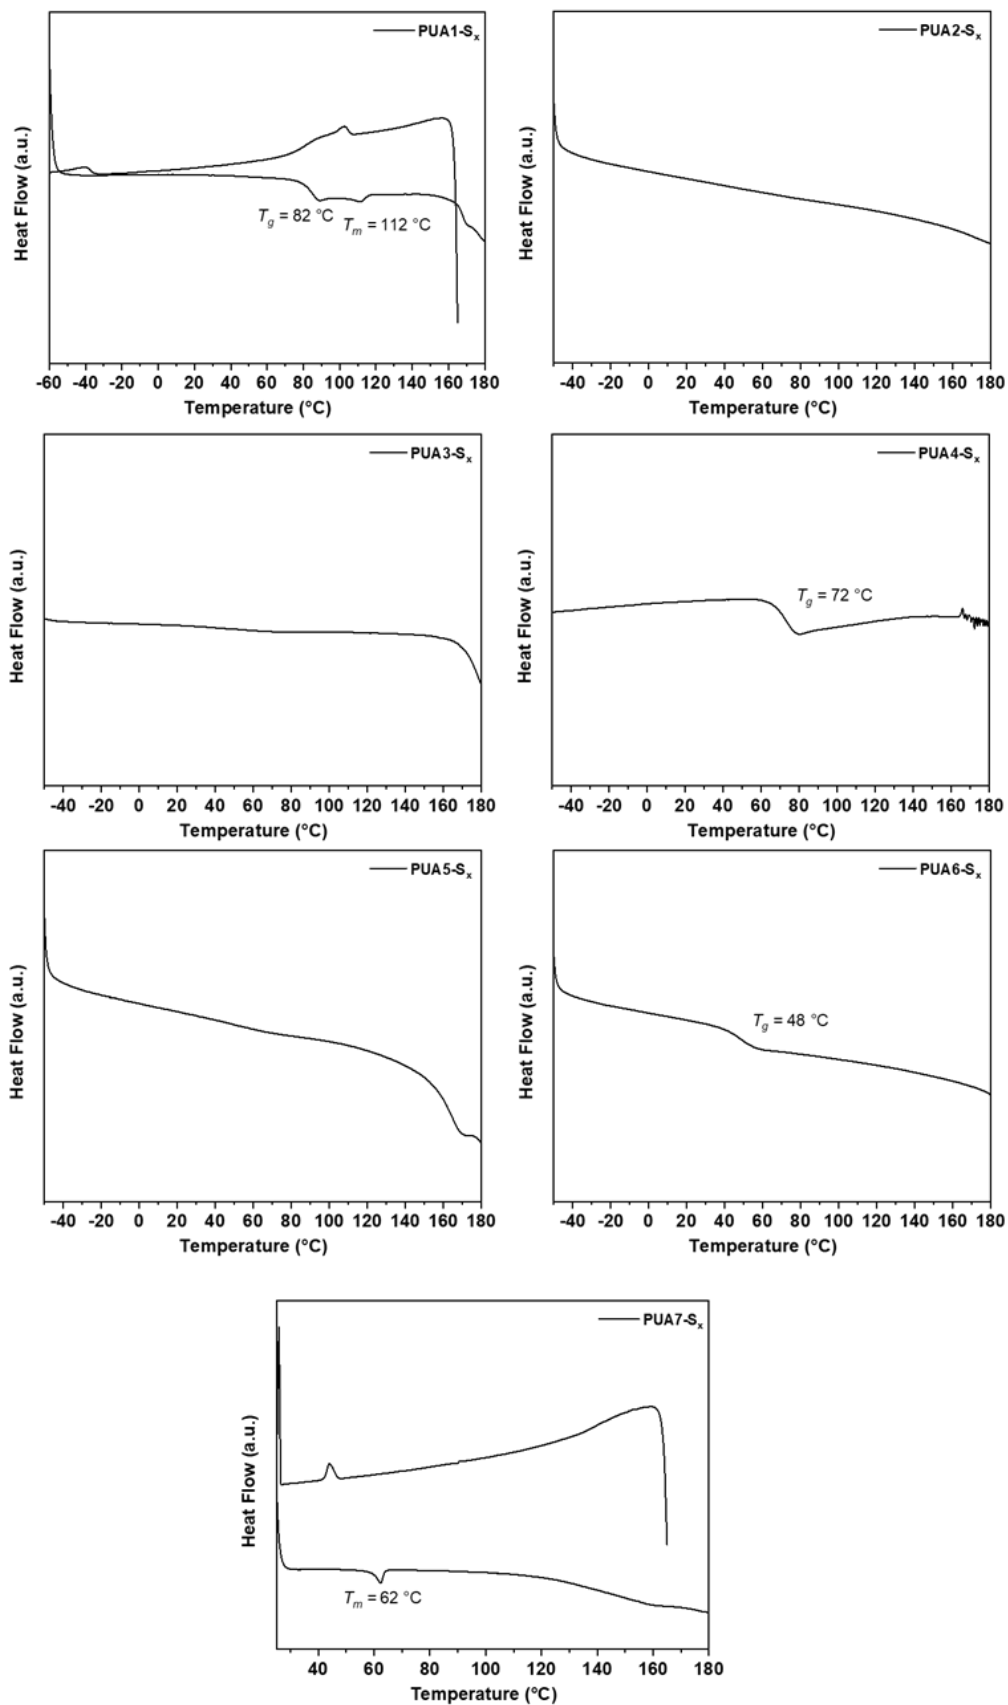 PUA1-Sₓ
Heat Flow (a.u.)
T_g = 82 °C
T_m = 112 °C
-60 -40 -20 0 20 40 60 80 100 120 140 160 180
Temperature (°C)
PUA2-Sₓ
Heat Flow (a.u.)
-40 -20 0 20 40 60 80 100 120 140 160 180
Temperature (°C)
PUA3-Sₓ
Heat Flow (a.u.)
-40 -20 0 20 40 60 80 100 120 140 160 180
Temperature (°C)
PUA4-Sₓ
Heat Flow (a.u.)
T_g = 72 °C
-40 -20 0 20 40 60 80 100 120 140 160 180
Temperature (°C)
PUA5-Sₓ
Heat Flow (a.u.)
-40 -20 0 20 40 60 80 100 120 140 160 180
Temperature (°C)
PUA6-Sₓ
Heat Flow (a.u.)
T_g = 48 °C
-40 -20 0 20 40 60 80 100 120 140 160 180
Temperature (°C)
PUA7-Sₓ
Heat Flow (a.u.)
T_m = 62 °C
40 60 80 100 120 140 160 180
Temperature (°C)